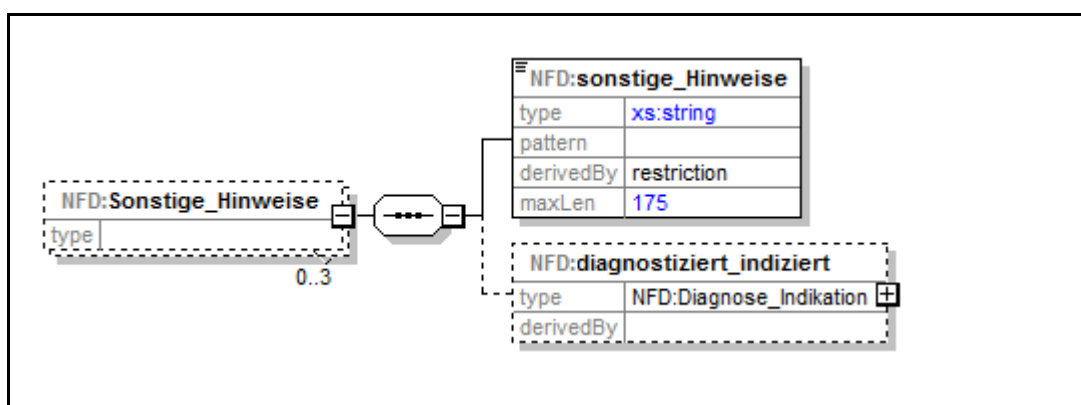 NFD:sonstige_Hinweise
type xs:string
pattern
derivedBy restriction
maxLen 175
NFD:Sonstige_Hinweise
type
0..3
NFD:diagnostiziert_indiziert
type NFD:Diagnose_Indikation
derivedBy